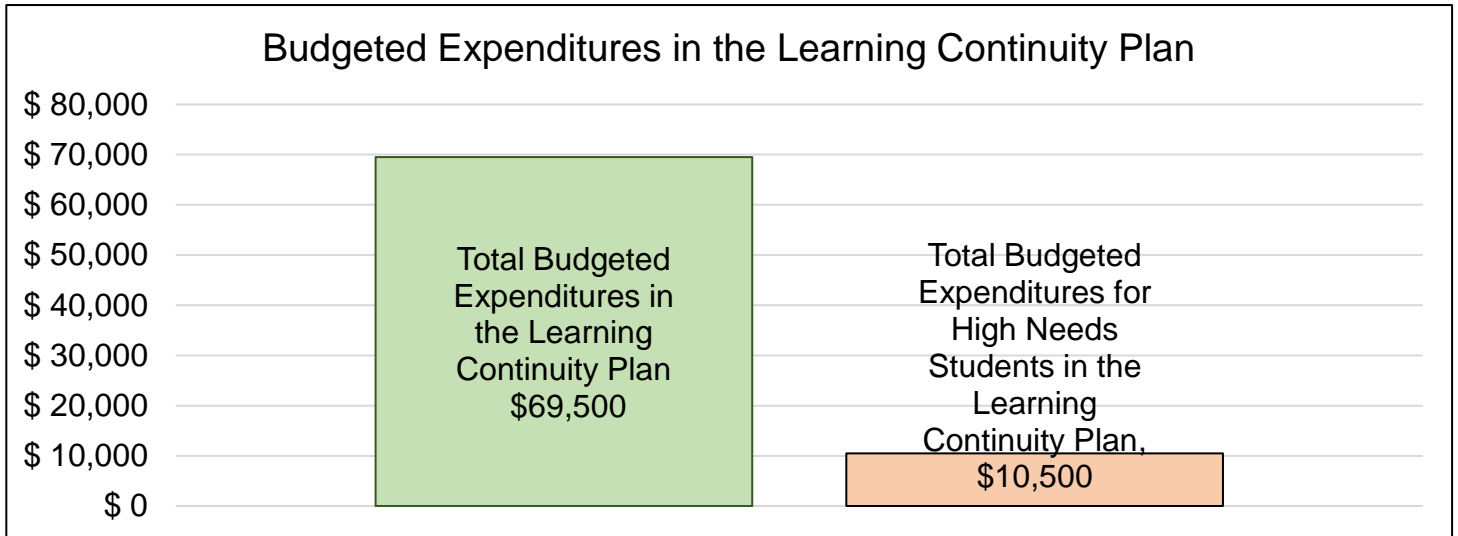 Budgeted Expenditures in the Learning Continuity Plan
$ 80,000
$ 70,000
$ 60,000
$ 50,000
$ 40,000
$ 30,000
$ 20,000
$ 10,000
$ 0
Total Budgeted
Expenditures in
the Learning
Continuity Plan
$69,500
Total Budgeted
Expenditures for
High Needs
Students in the
Learning
Continuity Plan,
$10,500